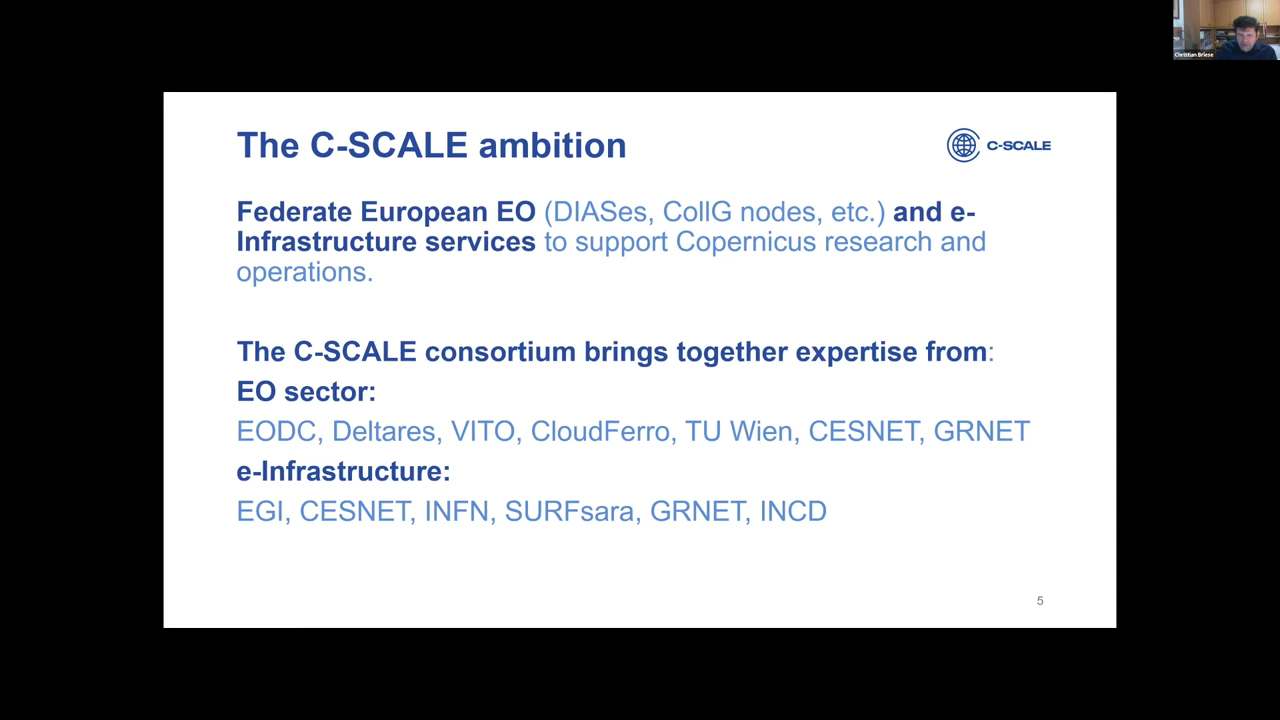 Christian Briese
The C-SCALE ambition
C-SCALE
Federate European EO (DIASes, CollG nodes, etc.) and e-
Infrastructure services to support Copernicus research and
operations.
The C-SCALE consortium brings together expertise from:
EO sector:
EODC, Deltares, VITO, CloudFerro, TU Wien, CESNET, GRNET
e-Infrastructure:
EGI, CESNET, INFN, SURFsara, GRNET, INCD
5